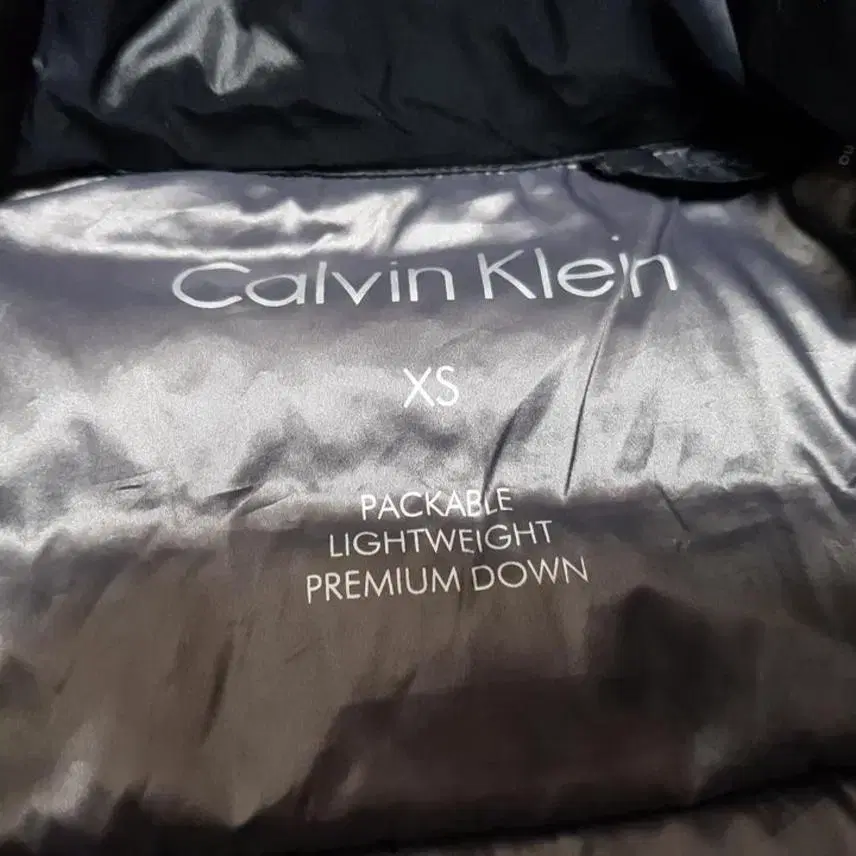 Calvin Klein
XS
PACKABLE
LIGHTWEIGHT
PREMIUM DOWN